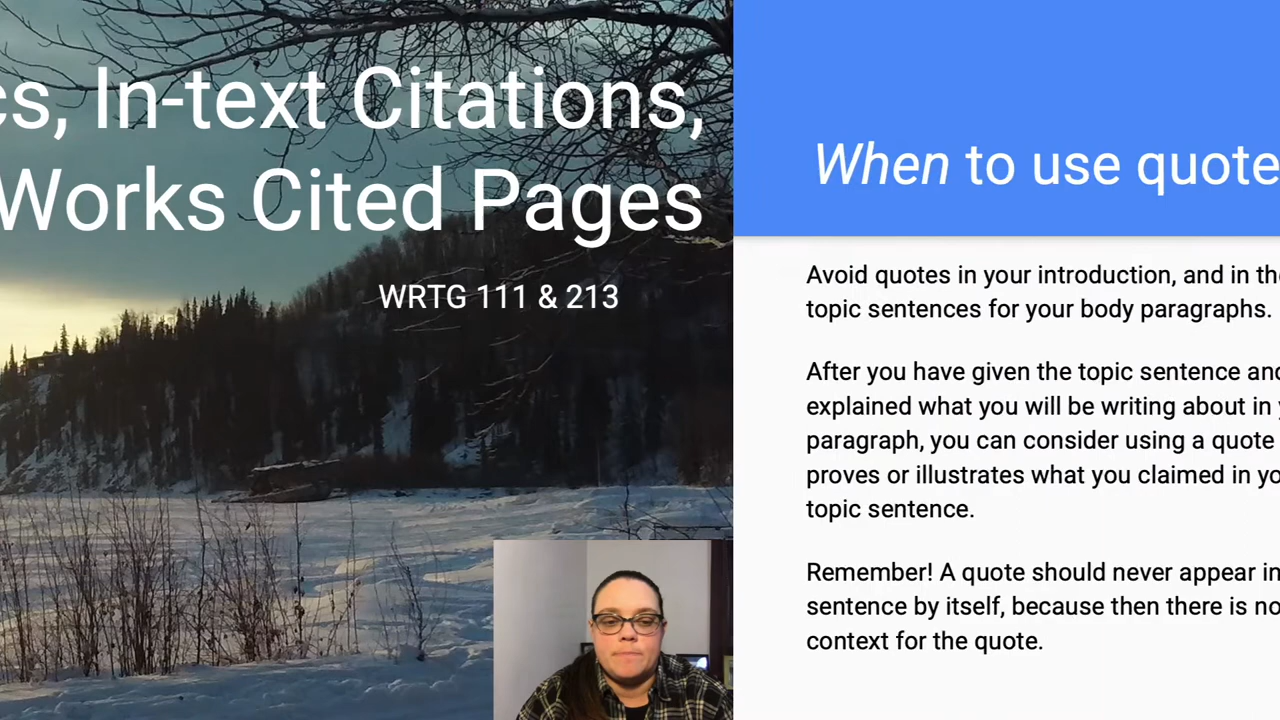 cs, In-text Citations,
Works Cited Pages
WRTG 111 & 213
When to use quote
Avoid quotes in your introduction, and in the
topic sentences for your body paragraphs.
After you have given the topic sentence and
explained what you will be writing about in y
paragraph, you can consider using a quote
proves or illustrates what you claimed in yo
topic sentence.
Remember! A quote should never appear in
sentence by itself, because then there is no
context for the quote.